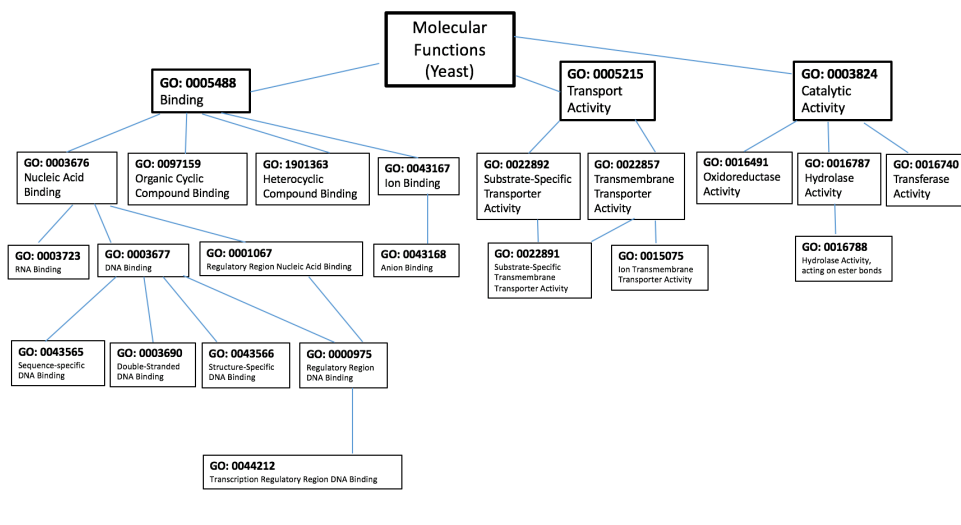 Molecular
Functions
(Yeast)
GO: 0005488
Binding
GO: 0005215
Transport
Activity
GO: 0003824
Catalytic
Activity
GO: 0003676
Nucleic Acid
Binding
GO: 0097159
Organic Cyclic
Compound Binding
GO: 1901363
Heterocyclic
Compound Binding
GO: 0043167
Ion Binding
GO: 0022892
Substrate-Specific
Transporter
Activity
GO: 0022857
Transmembrane
Transporter
Activity
GO: 0016491
Oxidoreductase
Activity
GO: 0016787
Hydrolase
Activity
GO: 0016740
Transferase
Activity
GO: 0003723
RNA Binding
GO: 0003677
DNA Binding
GO: 0001067
Regulatory Region Nucleic Acid Binding
GO: 0043168
Anion Binding
GO: 0022891
Substrate-Specific
Transmembrane
Transporter Activity
GO: 0015075
Ion Transmembrane
Transporter Activity
GO: 0016788
Hydrolase Activity,
acting on ester bonds
GO: 0043565
Sequence-specific
DNA Binding
GO: 0003690
Double-Stranded
DNA Binding
GO: 0043566
Structure-Specific
DNA Binding
GO: 0000975
Regulatory Region
DNA Binding
GO: 0044212
Transcription Regulatory Region DNA Binding